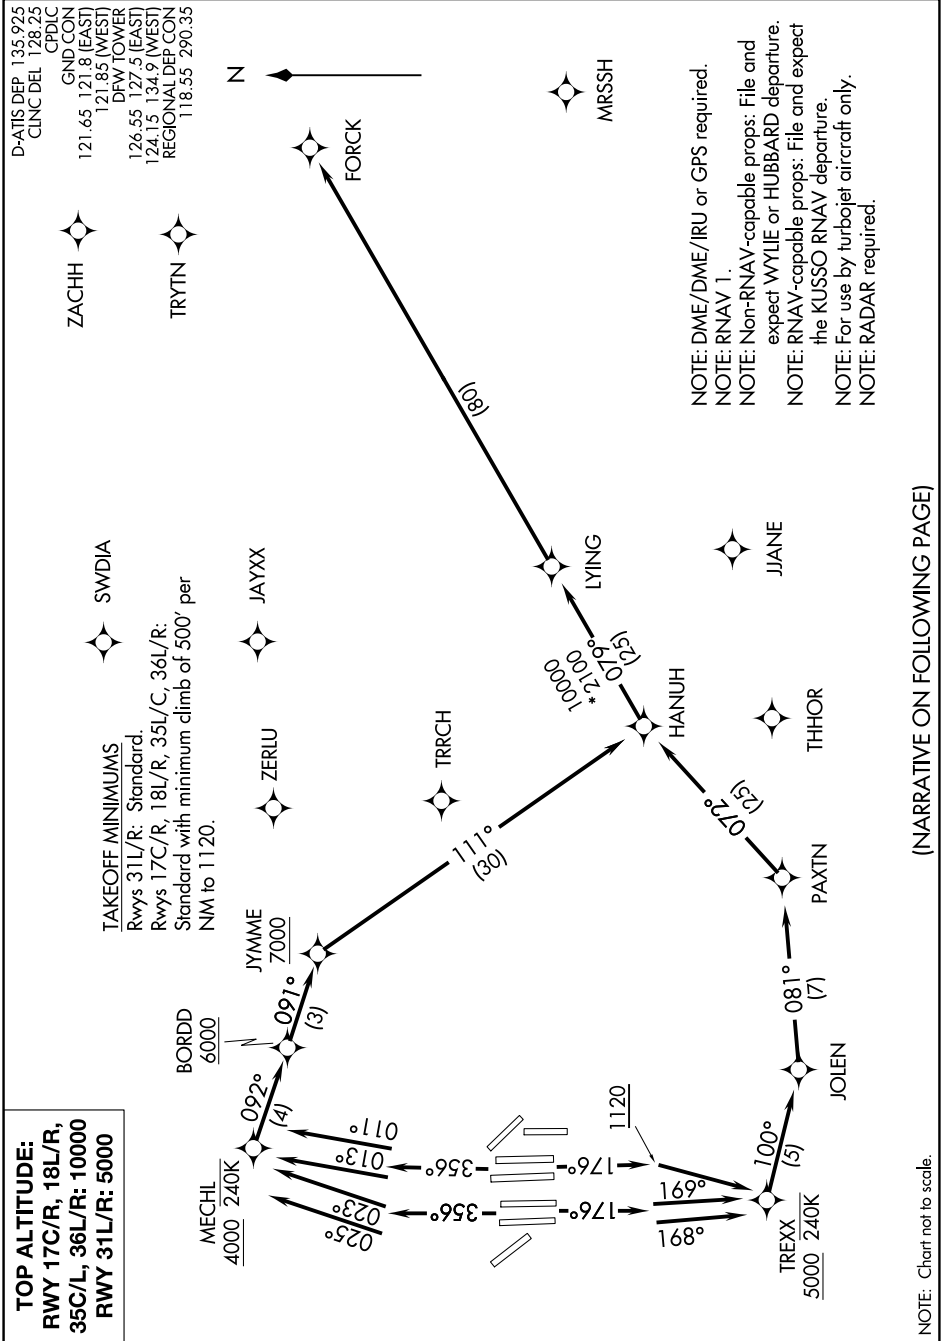 TOP ALTITUDE:
RWY 17C/R, 18L/R,
35C/L, 36L/R: 10000
RWY 31L/R: 5000
D-ATIS DEP 135.925
CLNC DEL 128.25
CPDLC
GND CON
121.65 121.8 (EAST)
121.85 (WEST)
DFW TOWER
126.55 127.5 (EAST)
124.15 134.9 (WEST)
REGIONAL DEP CON
118.55 290.35
N
TAKEOFF MINIMUMS
Rwys 31L/R: Standard.
Rwys 17C/R, 18L/R, 35L/C, 36L/R:
Standard with minimum climb of 500' per
NM to 1120.
SWDIA
ZACHH
TRYTN
JAYXX
ZERLU
TRRCH
FORCK
MRSSH
MECHL
4000 240K
092°
(4)
BORDD
6000
091°
(3)
JYMME
7000
111°
(30)
025°
023°
013°
011°
356°
356°
176°
176°
1120
168°
169°
TREXX
5000 240K
100°
(5)
JOLEN
081°
(7)
PAXTN
072°
(25)
HANUH
10000
*2100
079°
(25)
LYING
(80)
THHOR
JJANE
NOTE: DME/DME/IRU or GPS required.
NOTE: RNAV 1.
NOTE: Non-RNAV-capable props: File and
expect WYLIE or HUBBARD departure.
NOTE: RNAV-capable props: File and expect
the KUSSO RNAV departure.
NOTE: For use by turbojet aircraft only.
NOTE: RADAR required.
(NARRATIVE ON FOLLOWING PAGE)
NOTE: Chart not to scale.